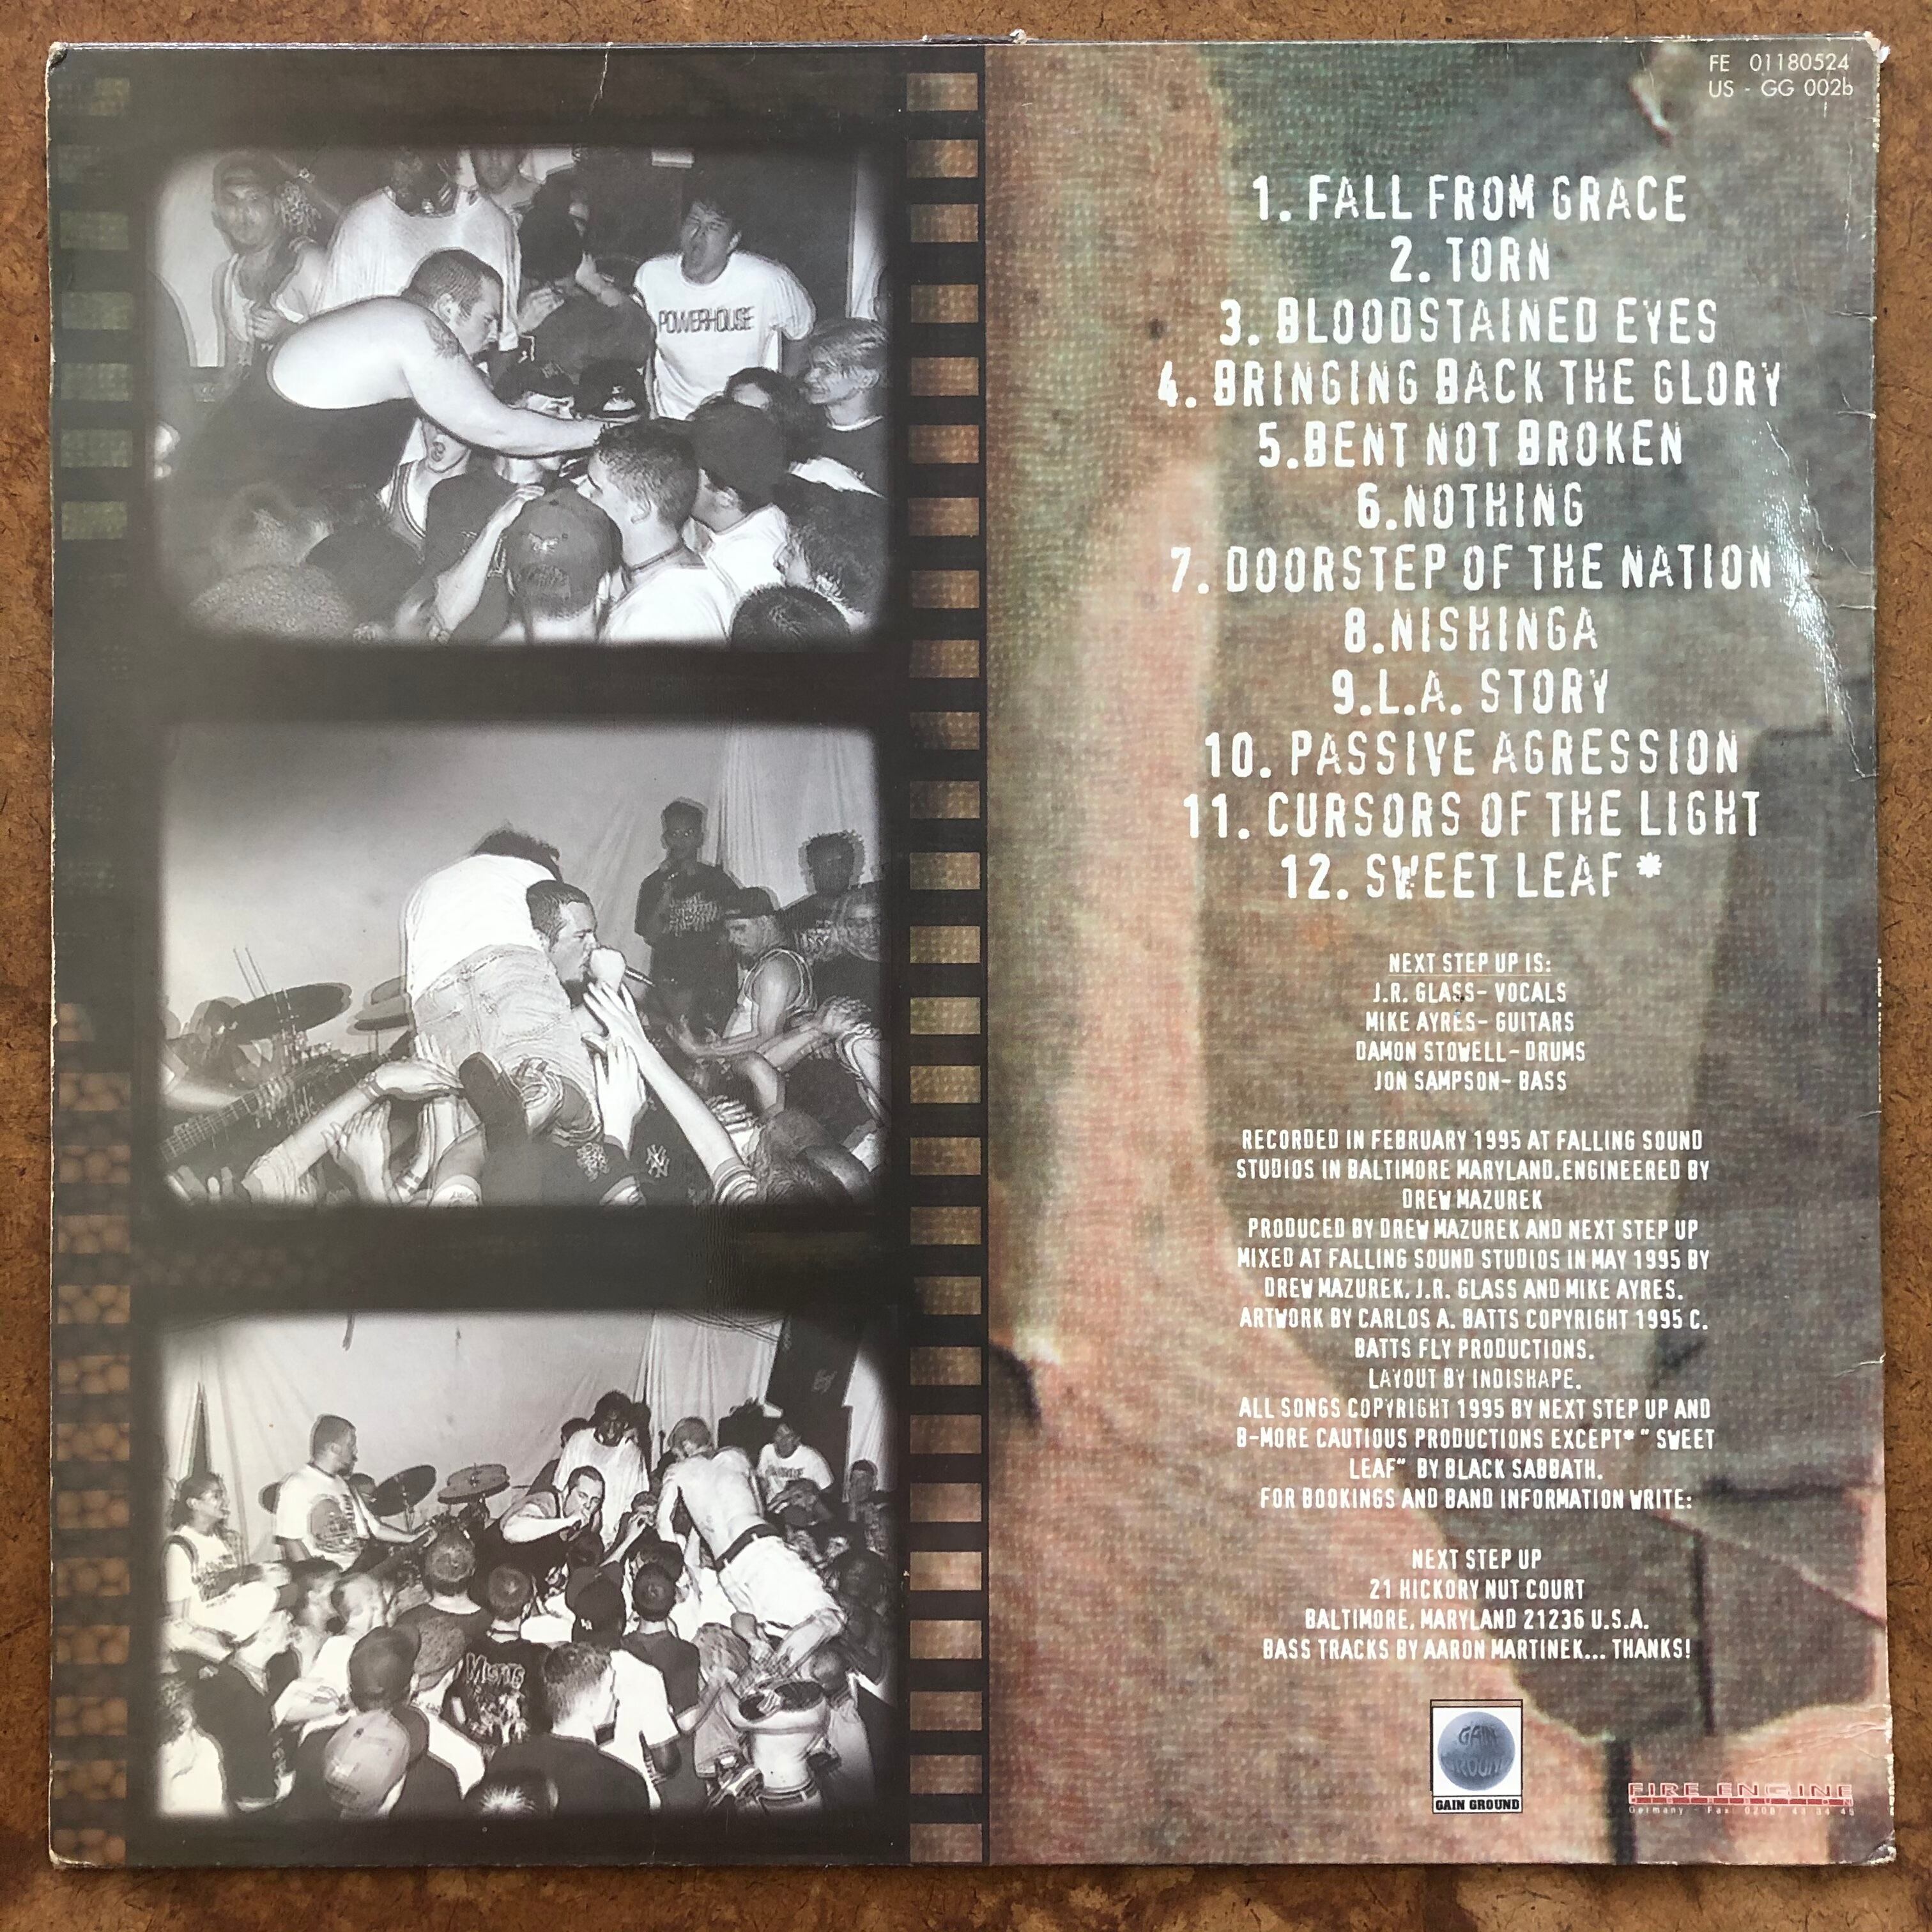 FE 01180524
US - GG 002b
POWERHOUSE
1. FALL FROM GRACE
2. TORN
3. BLOODSTAINED EYES
4. BRINGING BACK THE GLORY
5.BENT NOT BROKEN
6.NOTHING
7. DOORSTEP OF THE NATION
8.NISHINGA
9.L.A. STORY
10. PASSIVE AGRESSION
11. CURSORS OF THE LIGHT
12. SWEET LEAF *
NEXT STEP UP IS:
J.R. GLASS- VOCALS
MIKE AYRES- GUITARS
DAMON STOWELL- DRUMS
JON SAMPSON- BASS
RECORDED IN FEBRUARY 1995 AT FALLING SOUND
STUDIOS IN BALTIMORE MARYLAND.ENGINEERED BY
DREW MAZUREK
PRODUCED BY DREW MAZUREK AND NEXT STEP UP
MIXED AT FALLING SOUND STUDIOS IN MAY 1995 BY
DREW MAZUREK, J.R. GLASS AND MIKE AYRES.
ARTWORK BY CARLOS A. BATTS COPYRIGHT 1995 C.
BATTS FLY PRODUCTIONS.
LAYOUT BY INDISHAPE.
ALL SONGS COPYRIGHT 1995 BY NEXT STEP UP AND
B-MORE CAUTIOUS PRODUCTIONS EXCEPT* " SWEET
LEAF" BY BLACK SABBATH.
FOR BOOKINGS AND BAND INFORMATION WRITE:
NEXT STEP UP
21 HICKORY NUT COURT
BALTIMORE, MARYLAND 21236 U.S.A.
BASS TRACKS BY AARON MARTINEK... THANKS!
GAIN
GROUND
GAIN GROUND
FIRE ENGINE
Germany - Fax 0208